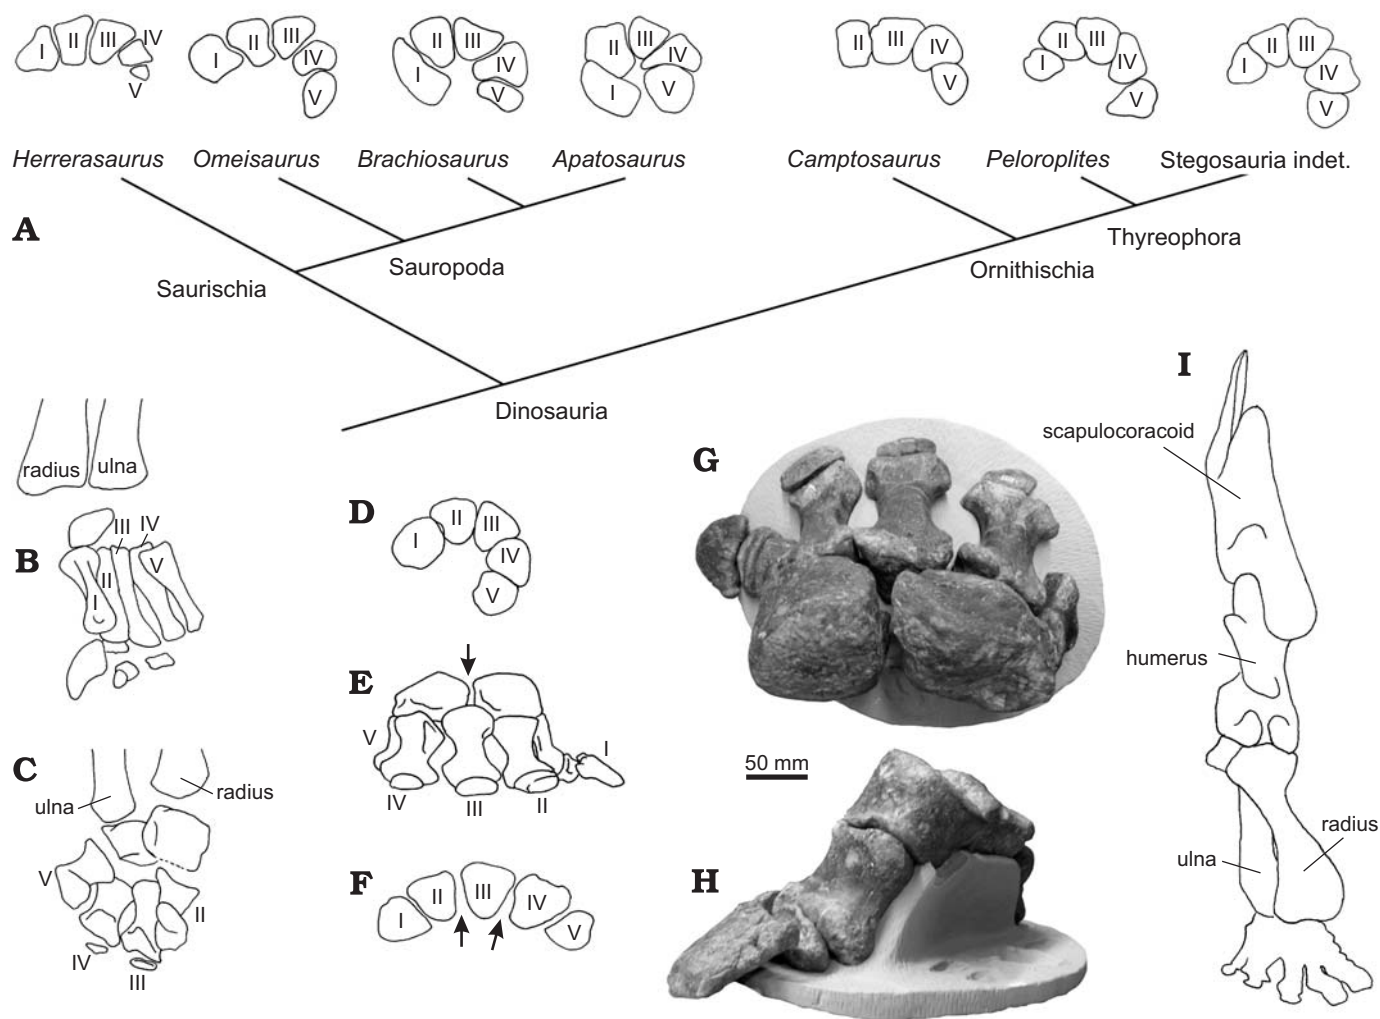 I II III IV V
I II III IV V
I II III IV V
I II III IV V
II III IV V
I II III IV V
I II III IV V
Herrerasaurus Omeisaurus Brachiosaurus Apatosaurus Camptosaurus Peloroplites Stegosauria indet.
A
Saurischia
Sauropoda
Ornithischia
Thyreophora
Dinosauria
radius ulna
B
III IV
I II V
C
ulna
radius
V
II
IV
III
D
I II III IV V
E
V
I
IV III II
F
I II III IV V
G
50 mm
H
I
scapulocoracoid
humerus
radius
ulna